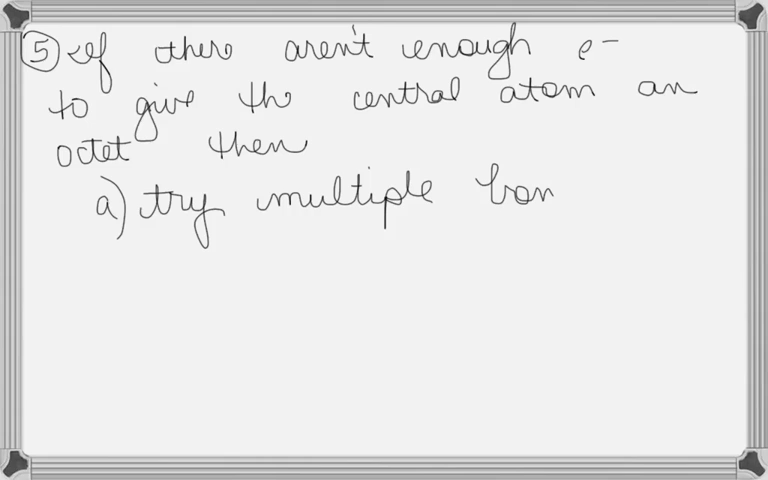 ⑤ If there aren't enough e-
to give the central atom an
octet then
a) try multiple bon